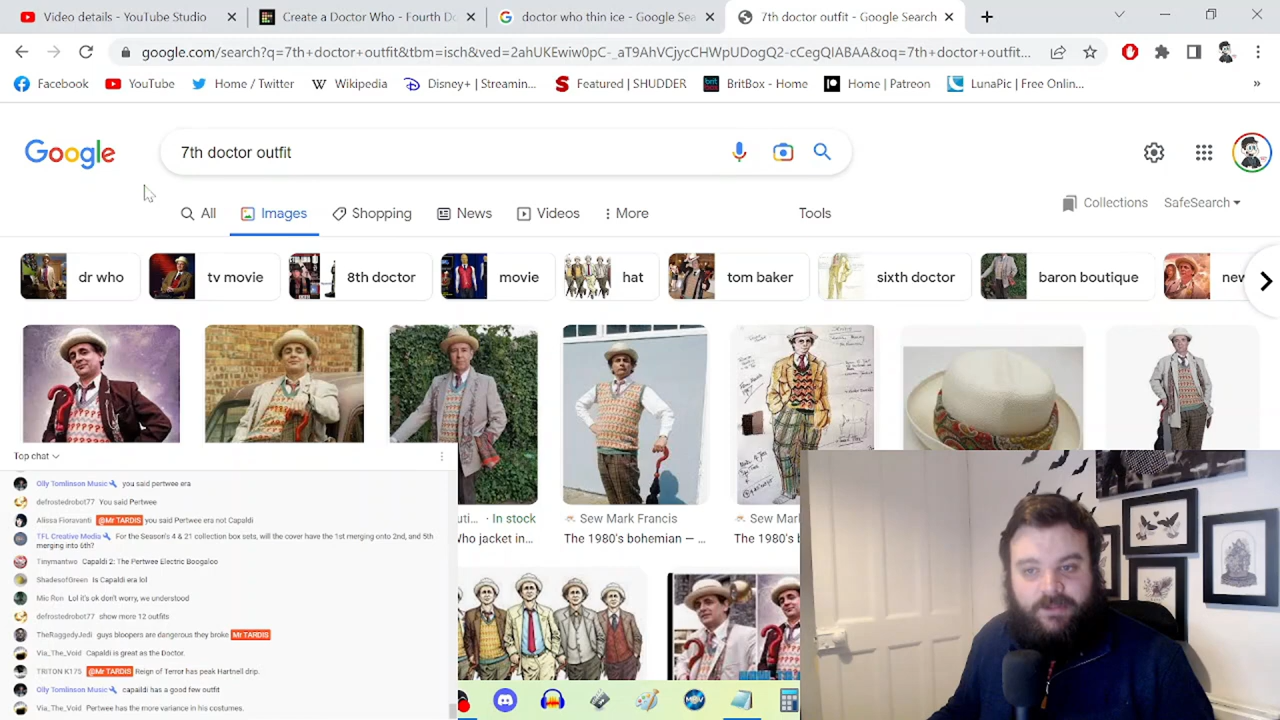 7th doctor
Create a Doctor Who - Fourth D
doctor who thin ice - Google Sea
7th doctor outfit - Google Search
google.com/search?q=7th+doctor+outfit&tbm=isch&ved=2ahUKEwiw0pC-_aT9AhVCjycCHWpUDogQ2-cCegQIABAA&oq=7th+doctor+outfit...
Facebook YouTube Home / Twitter Wikipedia Disney+ | Streamin... Featured | SHUDDER BritBox - Home Home | Patreon LunaPic | Free Onlin... »
Google
7th doctor outfit
All Images Shopping News Videos More Tools
Collections SafeSearch
dr who tv movie 8th doctor movie hat tom baker sixth doctor baron boutique new
uti... · In stock Sew Mark Francis Sew Mar
Who jacket in... The 1980's bohemian — ... The 1980's
Top chat
Olly Tomlinson Music you said pertwee era
defrostedrobot77 You said Pertwee
Alissa Fioravanti @Mr TARDIS you said Pertwee era not Capaldi
TFL Creative Media For the Season's 4 & 21 collection box sets, will the cover have the 1st merging onto 2nd, and 5th
merging into 6th?
Tinymantwo Capaldi 2: The Pertwee Electric Boogaloo
ShadesofGreen Is Capaldi era lol
Mic Ron Lol it's ok don't worry, we understood
defrostedrobot77 show more 12 outfits
TheRaggedyJedi guys bloopers are dangerous they broke Mr TARDIS
Via_The_Void Capaldi is great as the Doctor.
TRITON K175 @Mr TARDIS Reign of Terror has peak Hartnell drip.
Olly Tomlinson Music capaildi has a good few outfit
Via_The_Void Pertwee has the more variance in his costumes.